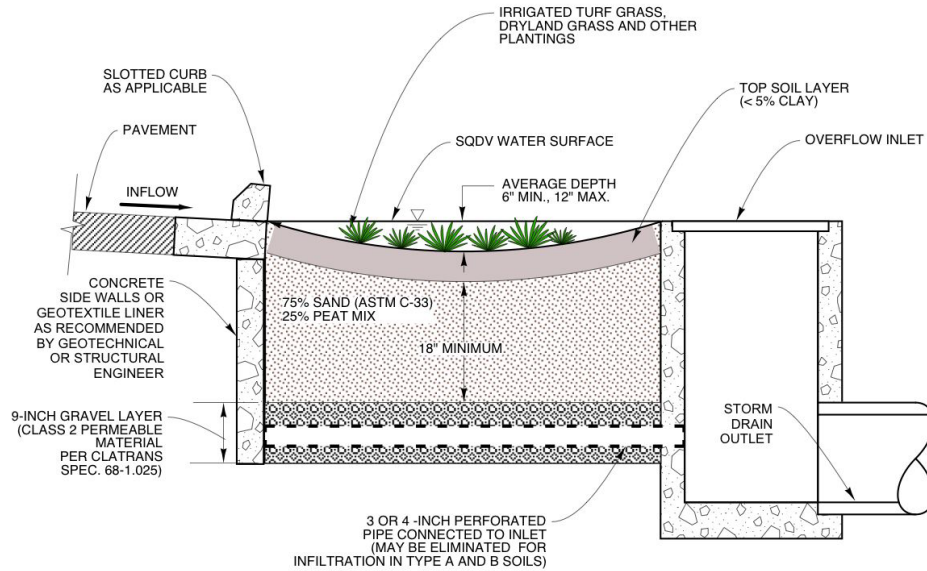 IRRIGATED TURF GRASS,
DRYLAND GRASS AND OTHER
PLANTINGS
SLOTTED CURB
AS APPLICABLE
TOP SOIL LAYER
(< 5% CLAY)
PAVEMENT
SQDV WATER SURFACE
OVERFLOW INLET
INFLOW
AVERAGE DEPTH
6" MIN., 12" MAX.
CONCRETE
SIDE WALLS OR
GEOTEXTILE LINER
AS RECOMMENDED
BY GEOTECHNICAL
OR STRUCTURAL
ENGINEER
75% SAND (ASTM C-33)
25% PEAT MIX
18" MINIMUM
9-INCH GRAVEL LAYER
(CLASS 2 PERMEABLE
MATERIAL
PER CLATRANS
SPEC. 68-1.025)
STORM
DRAIN
OUTLET
3 OR 4 -INCH PERFORATED
PIPE CONNECTED TO INLET
(MAY BE ELIMINATED FOR
INFILTRATION IN TYPE A AND B SOILS)